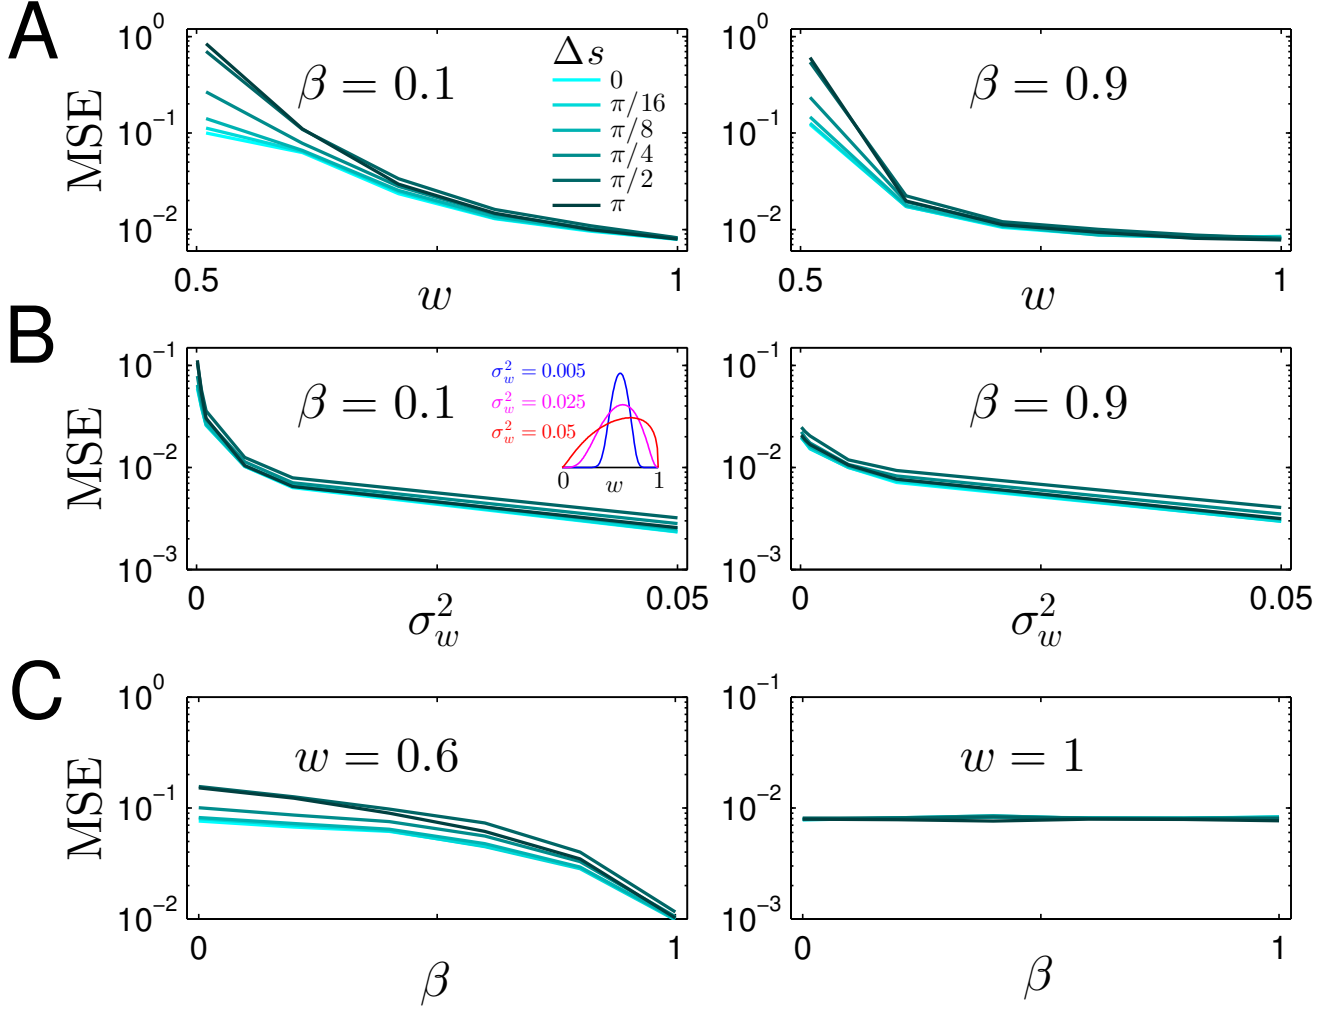 A
MSE
10^0
10^−1
10^−2
β = 0.1
Δs
0
π/16
π/8
π/4
π/2
π
0.5
1
w
10^0
10^−1
10^−2
β = 0.9
0.5
1
w
B
MSE
10^−1
10^−2
10^−3
β = 0.1
σ_w^2 = 0.005
σ_w^2 = 0.025
σ_w^2 = 0.05
0
w
1
0
0.05
σ_w^2
10^−1
10^−2
10^−3
β = 0.9
0
0.05
σ_w^2
C
MSE
10^0
10^−1
10^−2
w = 0.6
0
1
β
10^−1
10^−2
10^−3
w = 1
0
1
β